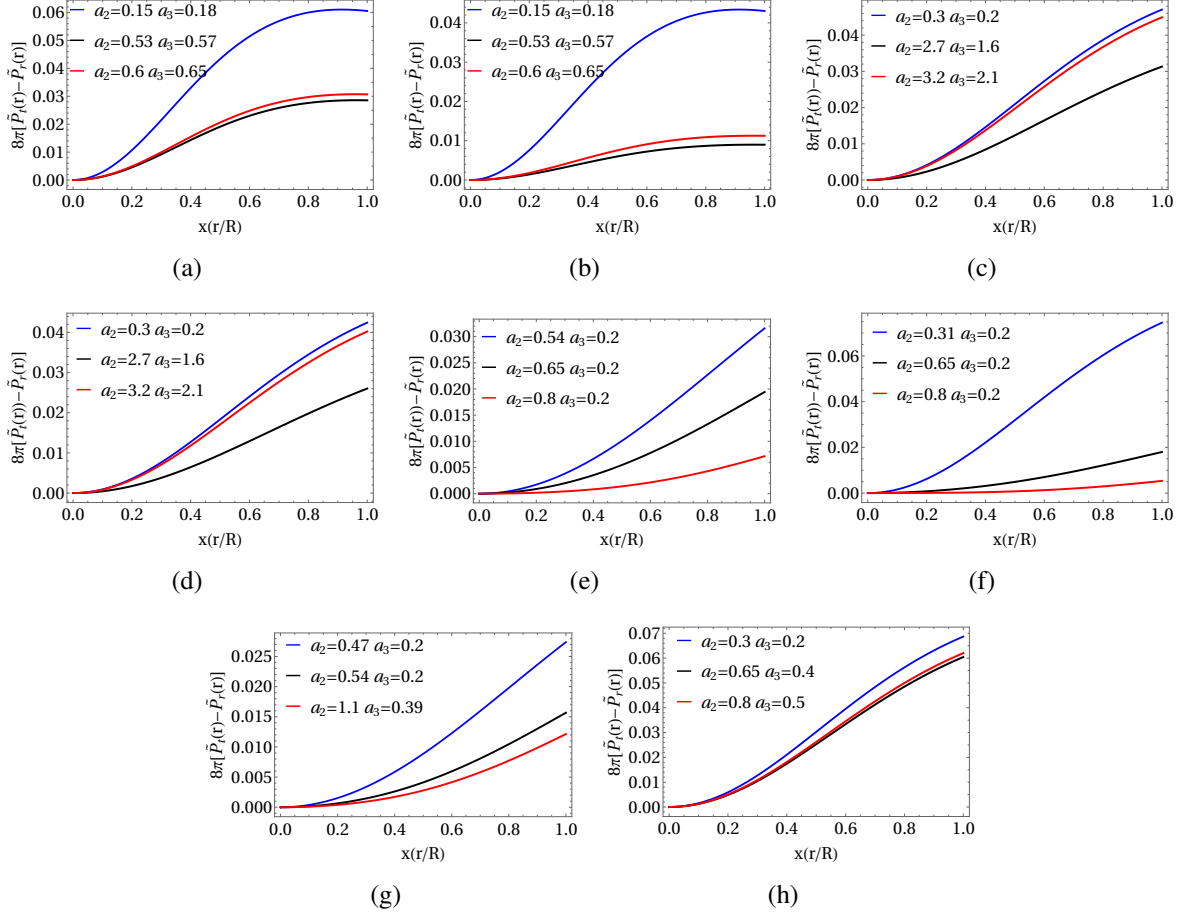 8π[P̃ₜ(r)−P̃ᵣ(r)]
0.06
0.05
0.04
0.03
0.02
0.01
0.00
a₂=0.15 a₃=0.18
a₂=0.53 a₃=0.57
a₂=0.6 a₃=0.65
0.0 0.2 0.4 0.6 0.8 1.0
x(r/R)
(a)
8π[P̃ₜ(r)−P̃ᵣ(r)]
0.04
0.03
0.02
0.01
0.00
a₂=0.15 a₃=0.18
a₂=0.53 a₃=0.57
a₂=0.6 a₃=0.65
0.0 0.2 0.4 0.6 0.8 1.0
x(r/R)
(b)
8π[P̃ₜ(r))−P̃ᵣ(r)]
0.04
0.03
0.02
0.01
0.00
a₂=0.3 a₃=0.2
a₂=2.7 a₃=1.6
a₂=3.2 a₃=2.1
0.0 0.2 0.4 0.6 0.8 1.0
x(r/R)
(c)
8π[P̃ₜ(r))−P̃ᵣ(r)]
0.04
0.03
0.02
0.01
0.00
a₂=0.3 a₃=0.2
a₂=2.7 a₃=1.6
a₂=3.2 a₃=2.1
0.0 0.2 0.4 0.6 0.8 1.0
x(r/R)
(d)
8π[P̃ₜ(r))−P̃ᵣ(r)]
0.030
0.025
0.020
0.015
0.010
0.005
0.000
a₂=0.54 a₃=0.2
a₂=0.65 a₃=0.2
a₂=0.8 a₃=0.2
0.0 0.2 0.4 0.6 0.8 1.0
x(r/R)
(e)
8π[P̃ₜ(r))−P̃ᵣ(r)]
0.06
0.04
0.02
0.00
a₂=0.31 a₃=0.2
a₂=0.65 a₃=0.2
a₂=0.8 a₃=0.2
0.0 0.2 0.4 0.6 0.8 1.0
x(r/R)
(f)
8π[P̃ₜ(r)−P̃ᵣ(r)]
0.025
0.020
0.015
0.010
0.005
0.000
a₂=0.47 a₃=0.2
a₂=0.54 a₃=0.2
a₂=1.1 a₃=0.39
0.0 0.2 0.4 0.6 0.8 1.0
x(r/R)
(g)
8π[P̃ₜ(r)−P̃ᵣ(r)]
0.07
0.06
0.05
0.04
0.03
0.02
0.01
0.00
a₂=0.3 a₃=0.2
a₂=0.65 a₃=0.4
a₂=0.8 a₃=0.5
0.0 0.2 0.4 0.6 0.8 1.0
x(r/R)
(h)